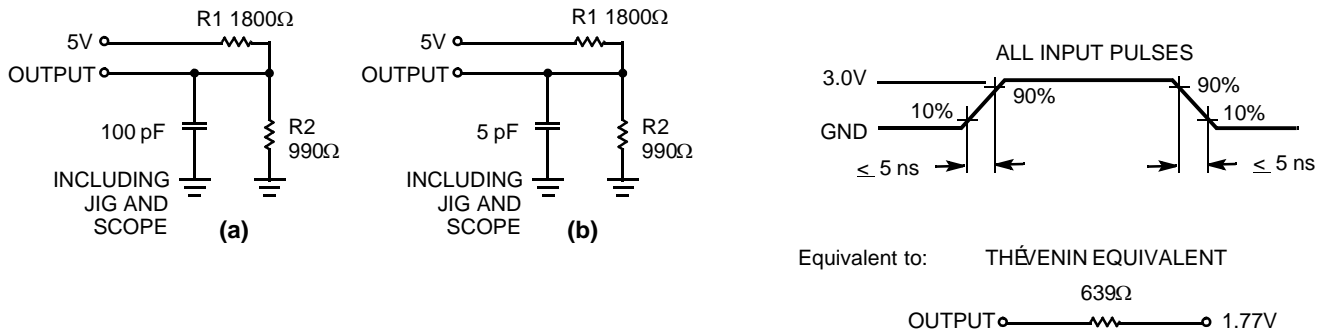 R1 1800Ω
5V
OUTPUT
100 pF
R2
990Ω
INCLUDING
JIG AND
SCOPE
(a)
R1 1800Ω
5V
OUTPUT
5 pF
R2
990Ω
INCLUDING
JIG AND
SCOPE
(b)
ALL INPUT PULSES
3.0V
90%
90%
10%
10%
GND
≤ 5 ns
≤ 5 ns
Equivalent to: THÉVENIN EQUIVALENT
639Ω
OUTPUT 1.77V